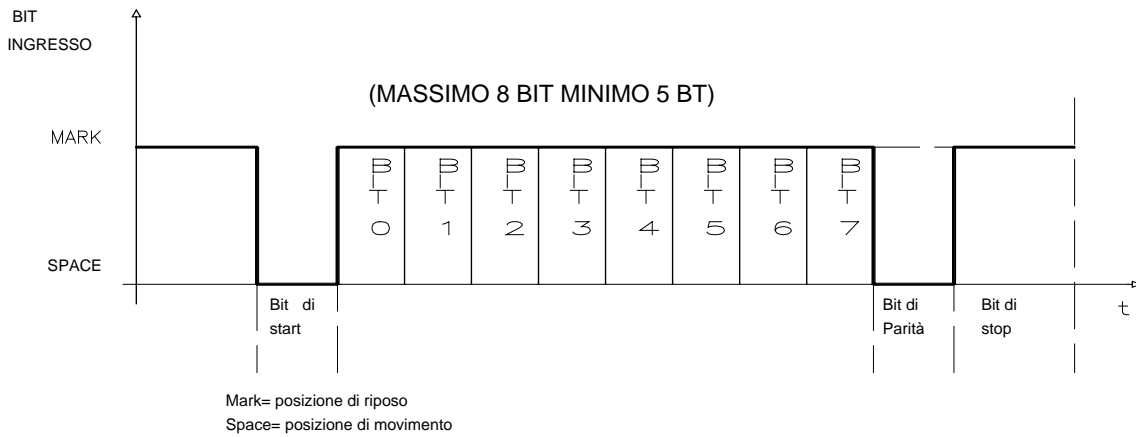 BIT
INGRESSO
(MASSIMO 8 BIT MINIMO 5 BT)
MARK
BIT 0
BIT 1
BIT 2
BIT 3
BIT 4
BIT 5
BIT 6
BIT 7
SPACE
Bit di
start
Bit di
Parità
Bit di
stop
t
Mark= posizione di riposo
Space= posizione di movimento